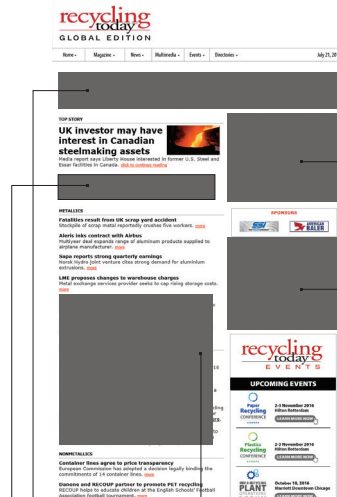 recycling
today
GLOBAL EDITION
Home
Magazine
News
Multimedia
Events
Directories
July 21, 20
TOP STORY
UK investor may have
interest in Canadian
steelmaking assets
Media report says Liberty House interested in former U.S. Steel and
Essar facilities in Canada. click to continue reading
METALLICS
Fatalities result from UK scrap yard accident
Stockpile of scrap metal reportedly crushes five workers. more
Aleris inks contract with Airbus
Multiyear deal expands range of aluminum products supplied to
airplane manufacturer. more
Sapa reports strong quarterly earnings
Norsk Hydro joint venture cites strong demand for aluminium
extrusions. more
LME proposes changes to warehouse charges
Metal exchange services provider seeks to cap rising storage costs.
more
NONMETALLICS
Container lines agree to price transparency
European Commission has adopted a decision legally binding the
commitments of 14 container lines. more
Danone and RECOUP partner to promote PET recycling
RECOUP helps to educate children at the English Schools' Football
Association football tournament. more
SPONSORS
SSI
AMERICAN
BALER
recycling
today
EVENTS
UPCOMING EVENTS
Paper
Recycling
CONFERENCE
2-3 November 2016
Hilton Rotterdam
LEARN MORE NOW
Plastics
Recycling
CONFERENCE
2-3 November 2016
Hilton Rotterdam
LEARN MORE NOW
PLANT
October 18, 2016
Marriott Downtown Chicago
LEARN MORE NOW